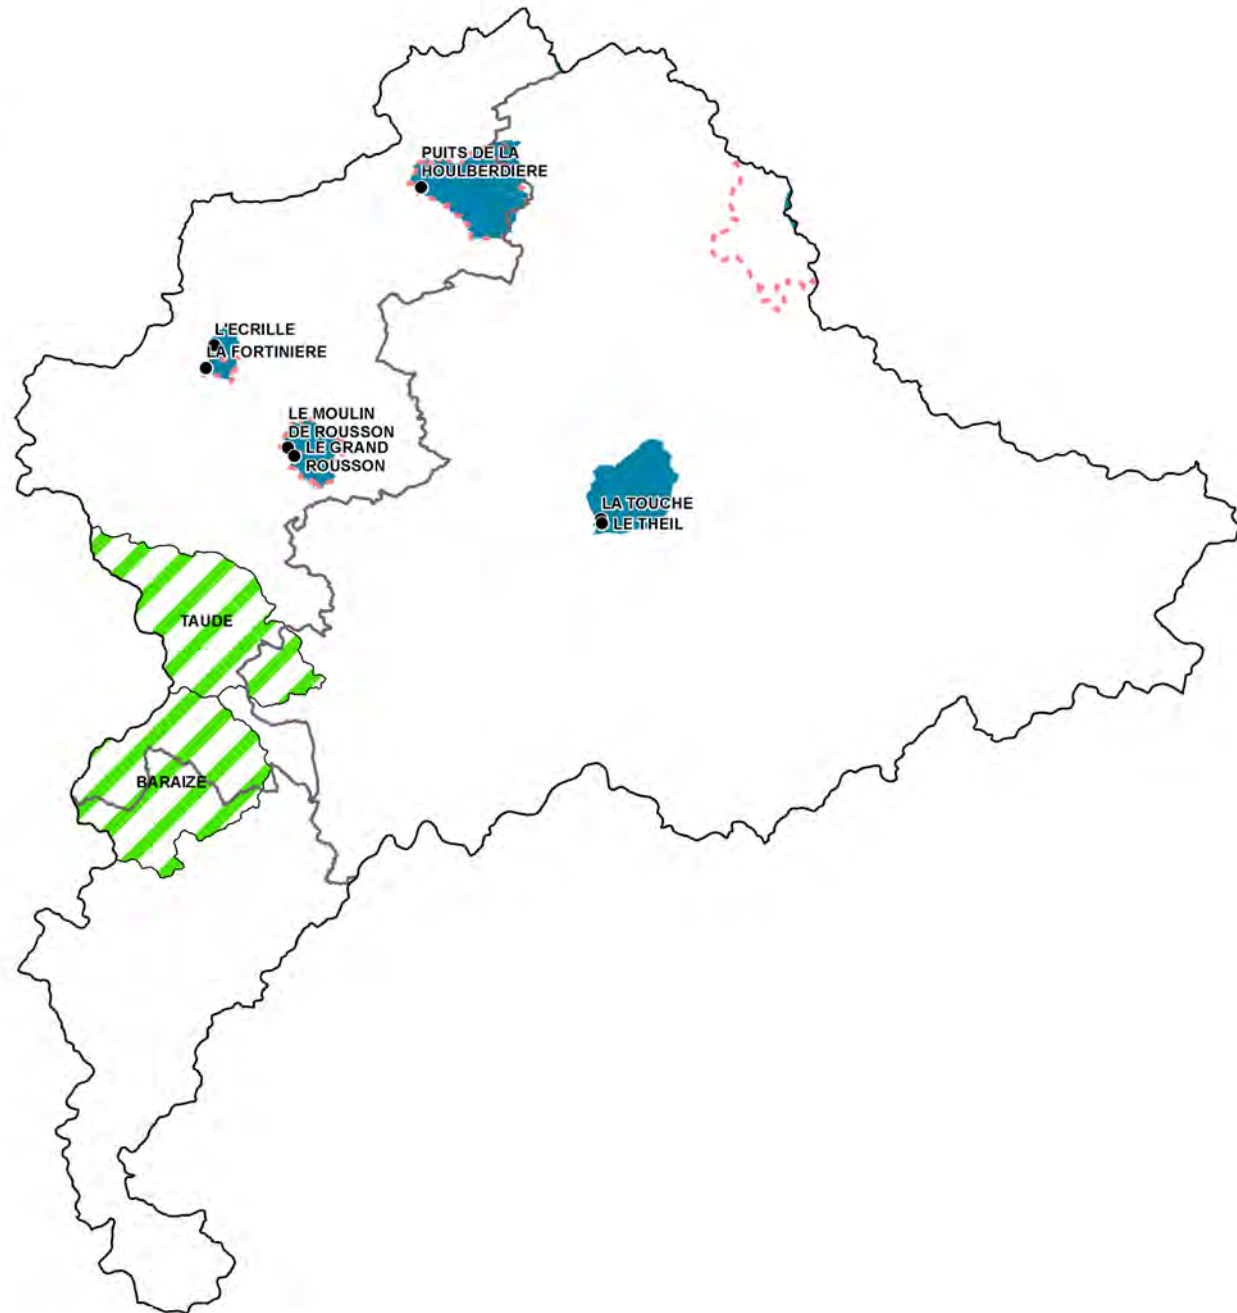 PUITS DE LA
HOULBERDIERE
L'ECRILLE
LA FORTINIERE
LE MOULIN
DE ROUSSON
LE GRAND
ROUSSON
LA TOUCHE
LE THEIL
TAUDE
BARAIZE